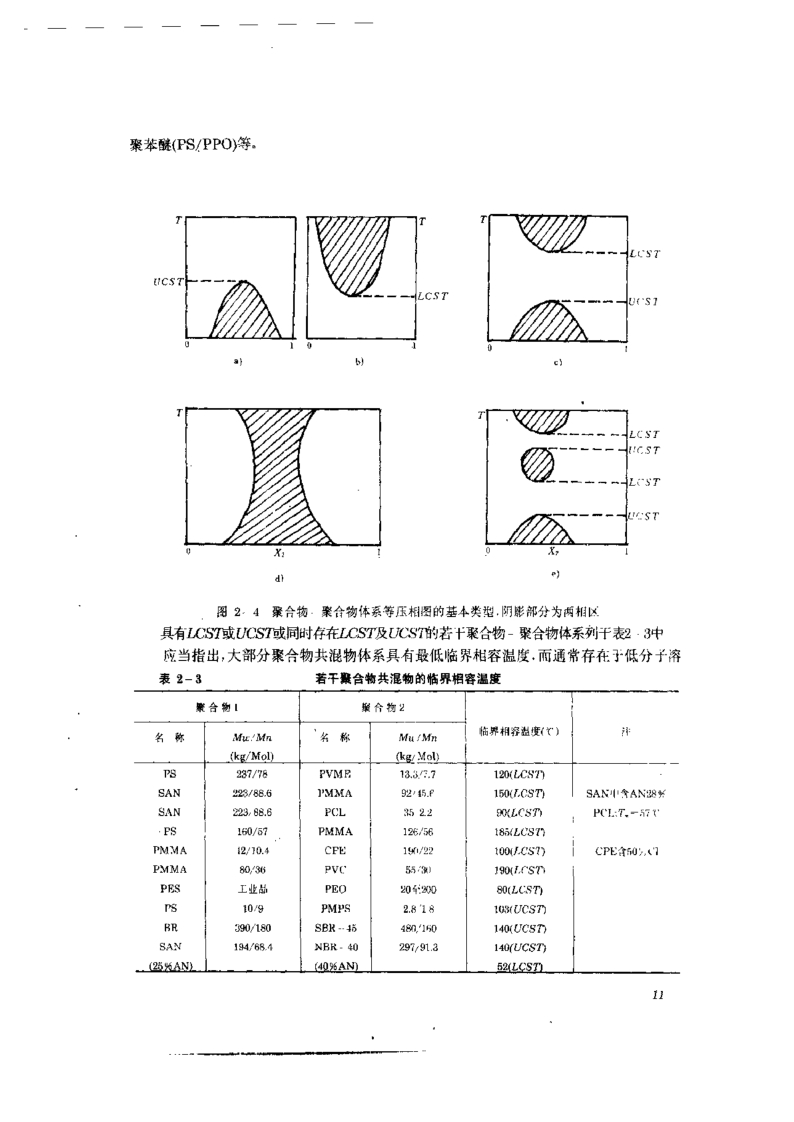 聚苯醚(PS/PPO)等。
T
UCST
0
1
a)
T
LCST
0
1
b)
T
LCST
UCST
0
1
c)
T
0
X₂
1
d)
T
LCST
UCST
LCST
UCST
0
X₂
1
e)
图 2-4 聚合物-聚合物体系等压相图的基本类型,阴影部分为两相区
具有LCST或UCST或同时存在LCST及UCST的若干聚合物-聚合物体系列于表2-3中
应当指出,大部分聚合物共混物体系具有最低临界相容温度,而通常存在于低分子溶
表 2-3 若干聚合物共混物的临界相容温度
聚合物1 聚合物2 临界相容温度(℃) 注
名 称 Mw/Mn (kg/Mol) 名 称 Mw/Mn (kg/Mol)
PS 237/78 PVME 13.3/7.7 120(LCST)
SAN 223/88.6 PMMA 92/45.6 150(LCST) SAN中含AN28%
SAN 223/88.6 PCL 35/2.2 90(LCST) PCL:
PS 160/57 PMMA 126/56 185(LCST)
PMMA 12/10.4 CPE 190/22 100(LCST) CPE含50%Cl
PMMA 80/36 PVC 55/30 190(LCST)
PES 工业品 PEO 20至200 80(LCST)
PS 10/9 PMPS 2.8/1.8 103(UCST)
BR 390/180 SBR-45 480/160 140(UCST)
SAN 194/68.4 NBR-40 297/91.3 140(UCST)
(25%AN) (40%AN) 52(LCST)
11